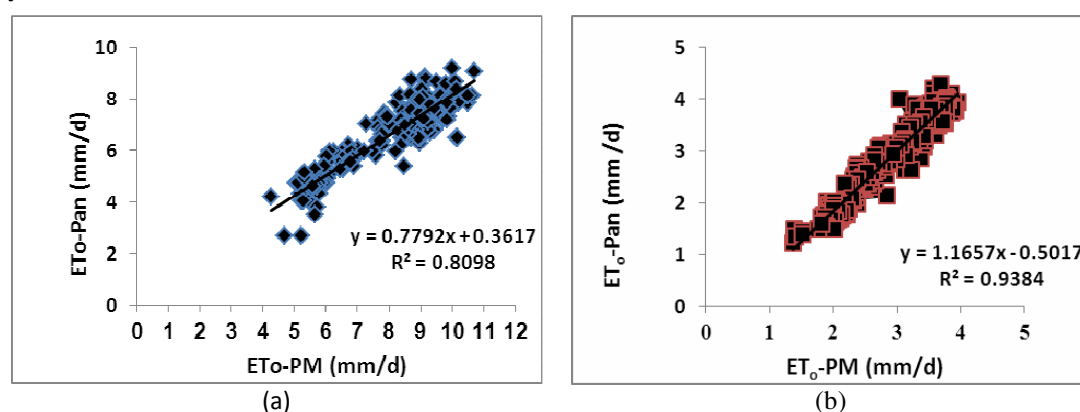 10
8
6
4
2
0
ETo-Pan (mm/d)
y = 0.7792x+0.3617
R² = 0.8098
0 1 2 3 4 5 6 7 8 9 10 11 12
ETo-PM (mm/d)
(a)
5
4
3
2
1
0
ETₒ-Pan (mm /d)
y = 1.1657x - 0.5017
R² = 0.9384
0 1 2 3 4 5
ETₒ-PM (mm/d)
(b)